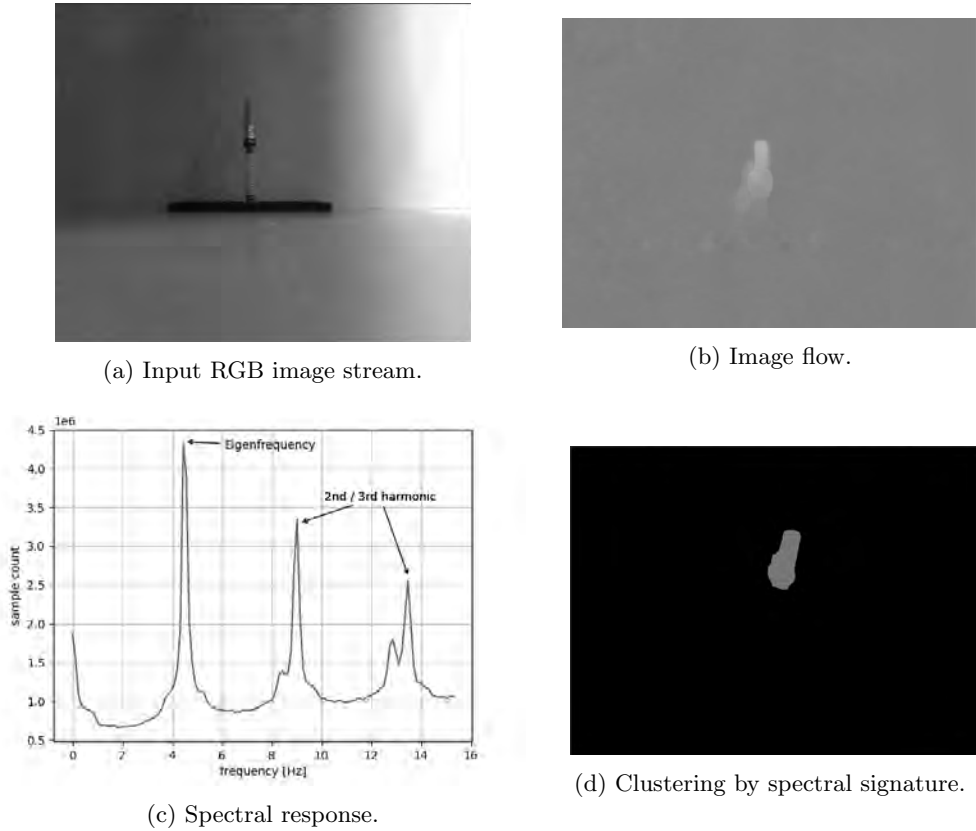 (a) Input RGB image stream.
(b) Image flow.
1e6
4.5
4.0
3.5
3.0
2.5
2.0
1.5
1.0
0.5
sample count
Eigenfrequency
2nd / 3rd harmonic
0 2 4 6 8 10 12 14 16
frequency [Hz]
(c) Spectral response.
(d) Clustering by spectral signature.